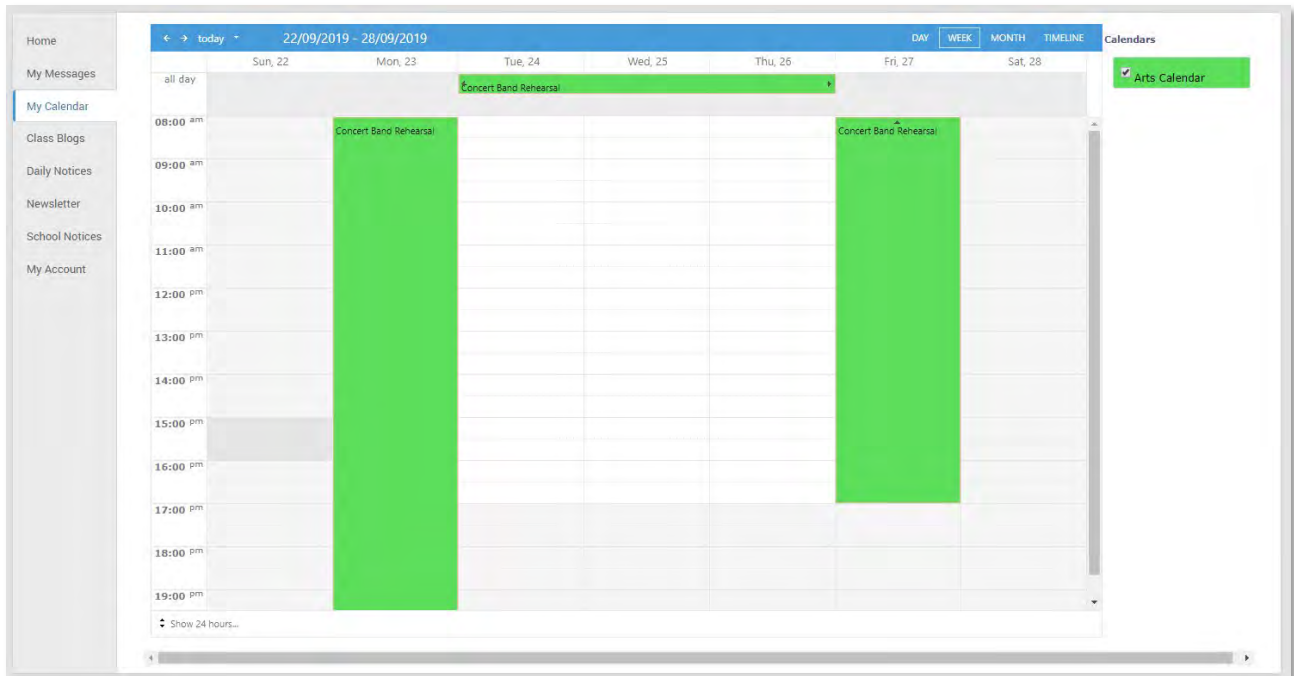 Home
My Messages
My Calendar
Class Blogs
Daily Notices
Newsletter
School Notices
My Account
today 22/09/2019 - 28/09/2019 DAY WEEK MONTH TIMELINE
Sun, 22 Mon, 23 Tue, 24 Wed, 25 Thu, 26 Fri, 27 Sat, 28
all day Concert Band Rehearsal
08:00 am Concert Band Rehearsal Concert Band Rehearsal
09:00 am
10:00 am
11:00 am
12:00 pm
13:00 pm
14:00 pm
15:00 pm
16:00 pm
17:00 pm
18:00 pm
19:00 pm
Show 24 hours...
Calendars
Arts Calendar